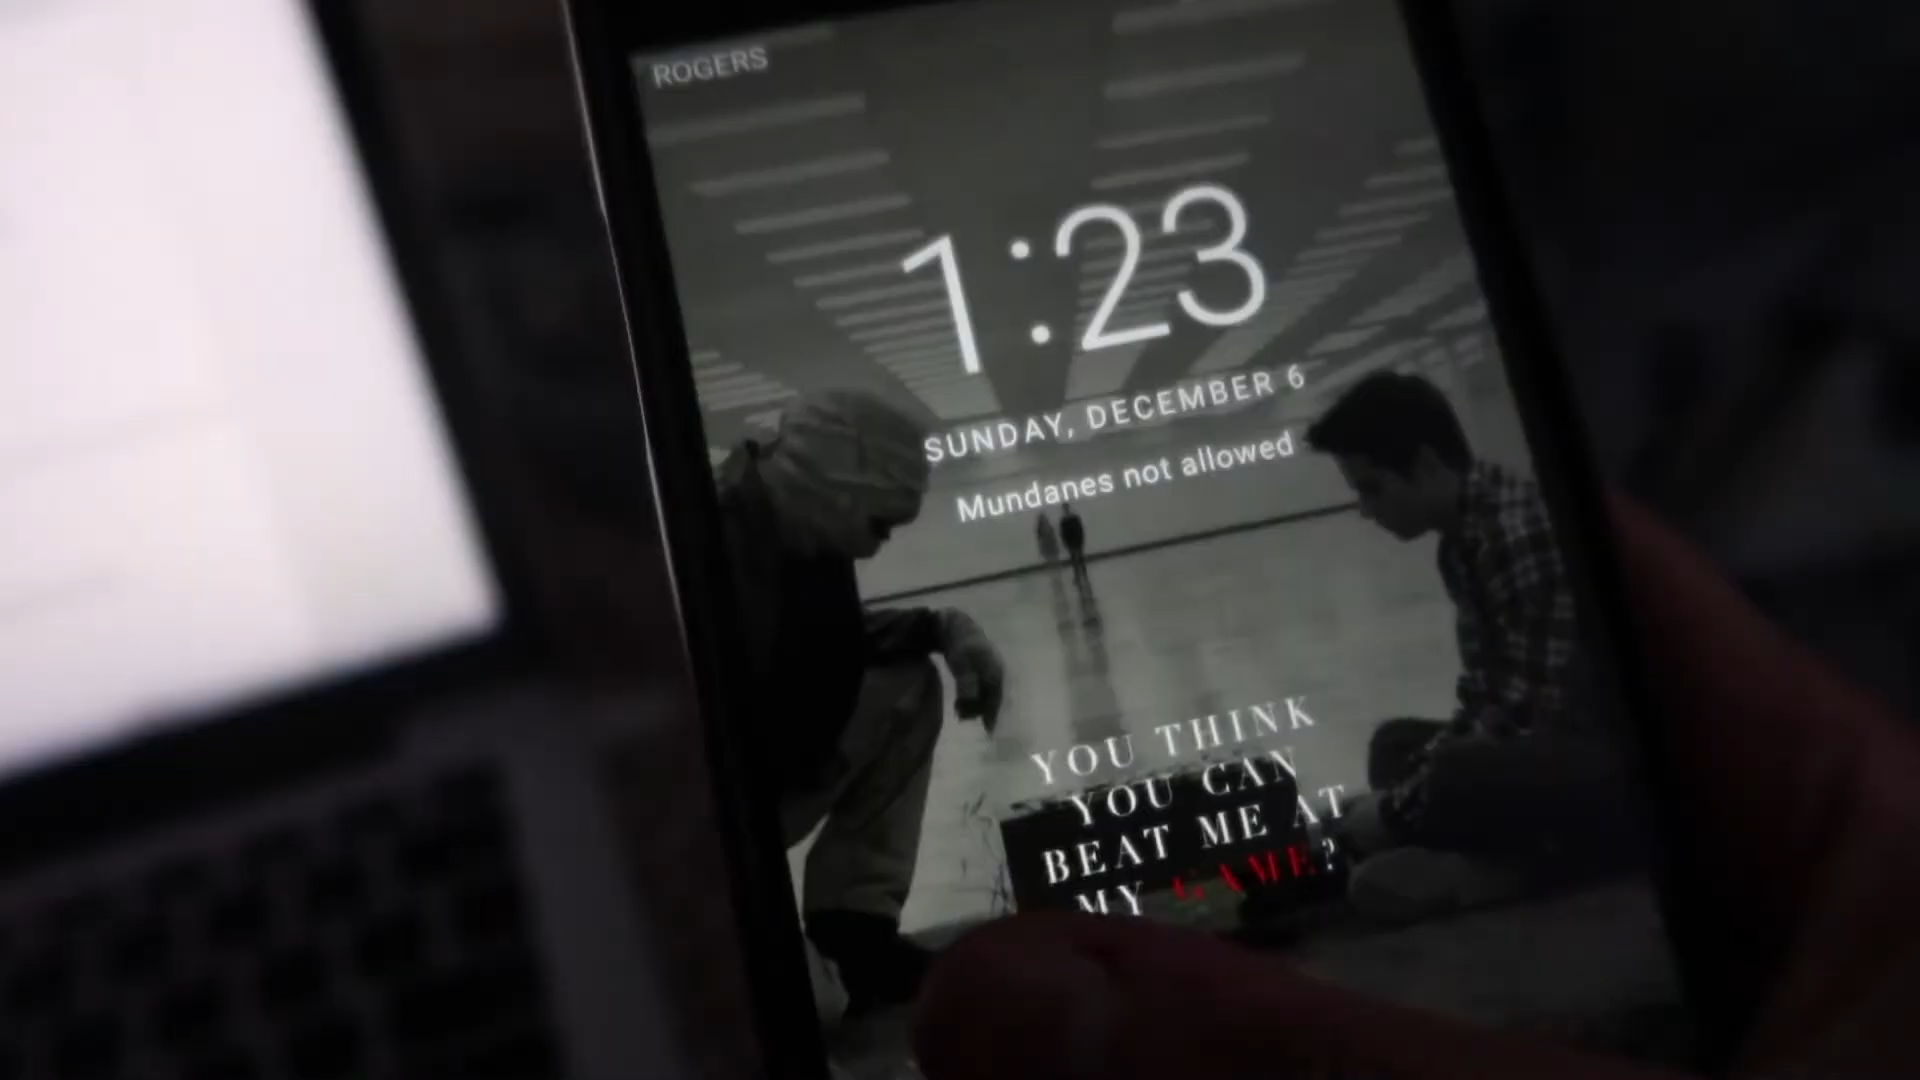 ROGERS
1:23
SUNDAY, DECEMBER 6
Mundanes not allowed
YOU THINK
YOU CAN
BEAT ME AT
MY GAME?